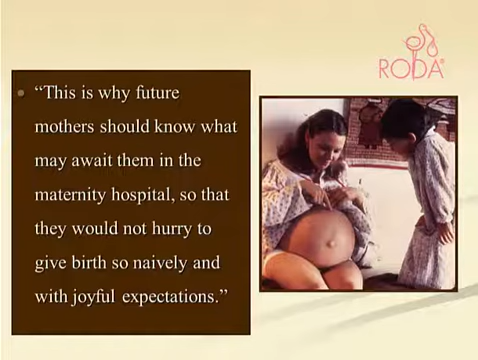 RODA
“This is why future
mothers should know what
may await them in the
maternity hospital, so that
they would not hurry to
give birth so naively and
with joyful expectations.”